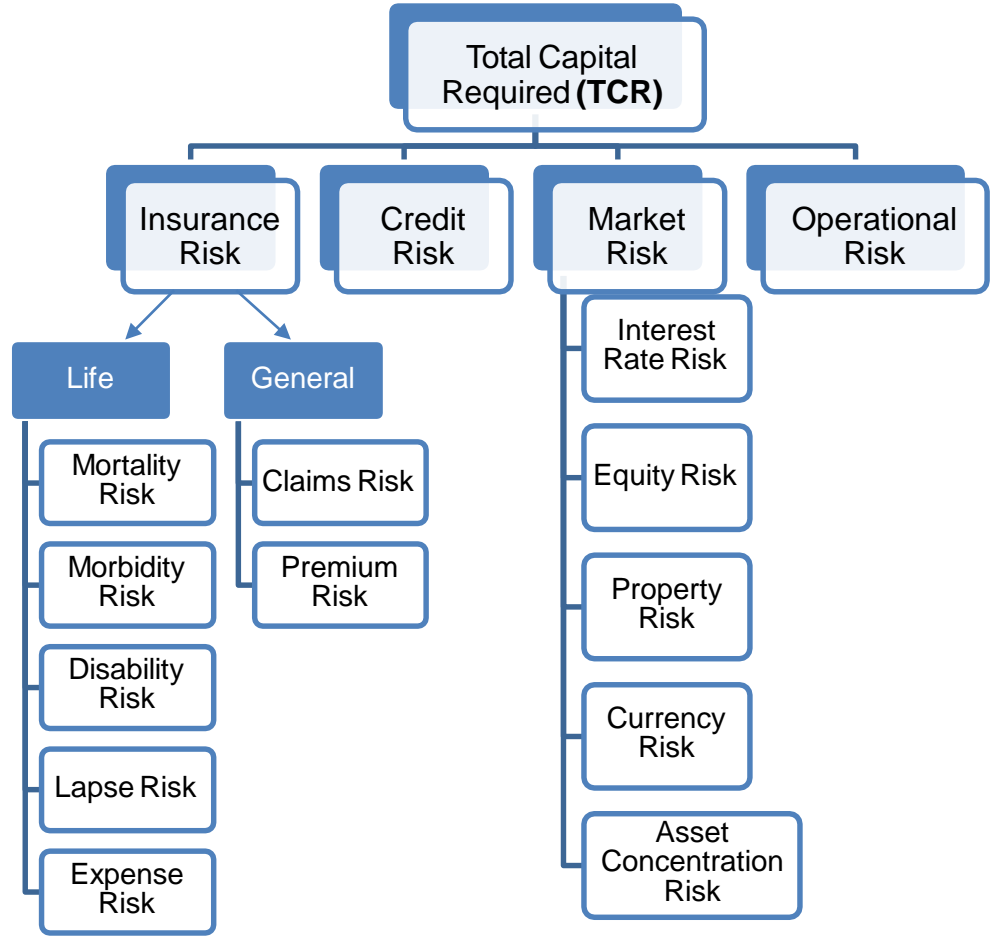 Total Capital
Required (TCR)
Insurance
Risk
Credit
Risk
Market
Risk
Operational
Risk
Life
Mortality
Risk
Morbidity
Risk
Disability
Risk
Lapse Risk
Expense
Risk
General
Claims Risk
Premium
Risk
Interest
Rate Risk
Equity Risk
Property
Risk
Currency
Risk
Asset
Concentration
Risk